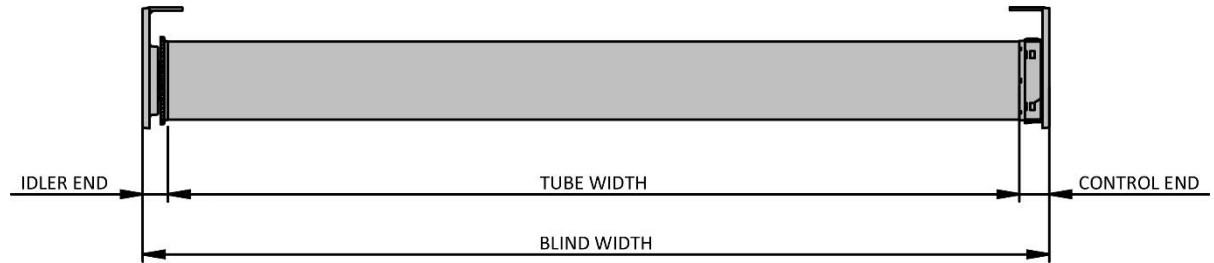 IDLER END
TUBE WIDTH
CONTROL END
BLIND WIDTH